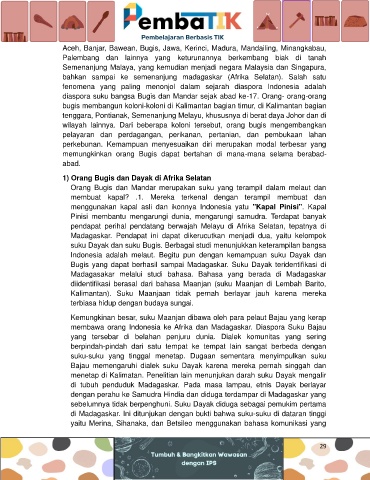 PembaTIK
Pembelajaran Berbasis TIK
Aceh, Banjar, Bawean, Bugis, Jawa, Kerinci, Madura, Mandailing, Minangkabau,
Palembang dan lainnya yang keturunannya berkembang biak di tanah
Semenanjung Malaya, yang kemudian menjadi negara Malaysia dan Singapura,
bahkan sampai ke semenanjung madagaskar (Afrika Selatan). Salah satu
fenomena yang paling menonjol dalam sejarah diaspora Indonesia adalah
diaspora suku bangsa Bugis dan Mandar sejak abad ke-17. Orang- orang-orang
bugis membangun koloni-koloni di Kalimantan bagian timur, di Kalimantan bagian
tenggara, Pontianak, Semenanjung Melayu, khususnya di berat daya Johor dan di
wilayah lainnya. Dari beberapa koloni tersebut, orang bugis mengembangkan
pelayaran dan perdagangan, perikanan, pertanian, dan pembukaan lahan
perkebunan. Kemampuan menyesuaikan diri merupakan modal terbesar yang
memungkinkan orang Bugis dapat bertahan di mana-mana selama berabad-
abad.
1) Orang Bugis dan Dayak di Afrika Selatan
Orang Bugis dan Mandar merupakan suku yang terampil dalam melaut dan
membuat kapal? .1. Mereka terkenal dengan terampil membuat dan
menggunakan kapal asli dan ikonnya Indonesia yatu "Kapal Pinisi". Kapal
Pinisi membantu mengarungi dunia, mengarungi samudra. Terdapat banyak
pendapat perihal pendatang berwajah Melayu di Afrika Selatan, tepatnya di
Madagaskar. Pendapat ini dapat dikerucutkan menjadi dua, yaitu kelompok
suku Dayak dan suku Bugis. Berbagai studi menunjukkan keterampilan bangsa
Indonesia adalah melaut. Begitu pun dengan kemampuan suku Dayak dan
Bugis yang dapat berhasil sampai Madagaskar. Suku Dayak teridentifikasi di
Madagasakar melalui studi bahasa. Bahasa yang berada di Madagaskar
diidentifikasi berasal dari bahasa Maanjan (suku Maanjan di Lembah Barito,
Kalimantan). Suku Maanjaan tidak pernah berlayar jauh karena mereka
terbiasa hidup dengan budaya sungai.
Kemungkinan besar, suku Maanjan dibawa oleh para pelaut Bajau yang kerap
membawa orang Indonesia ke Afrika dan Madagaskar. Diaspora Suku Bajau
yang tersebar di belahan penjuru dunia. Dialek komunitas yang sering
berpindah-pindah dari satu tempat ke tempat lain sangat berbeda dengan
suku-suku yang tinggal menetap. Dugaan sementara menyimpulkan suku
Bajau memengaruhi dialek suku Dayak karena mereka pernah singgah dan
menetap di Kalimatan. Penelitian lain menunjukan darah suku Dayak mengalir
di tubuh penduduk Madagaskar. Pada masa lampau, etnis Dayak berlayar
dengan perahu ke Samudra Hindia dan diduga terdampar di Madagaskar yang
sebelumnya tidak berpenghuni. Suku Dayak diduga sebagai pemukim pertama
di Madagaskar. Ini ditunjukan dengan bukti bahwa suku-suku di dataran tinggi
yaitu Merina, Sihanaka, dan Betsileo menggunakan bahasa komunikasi yang
29
Tumbuh & Bangkitkan Wawasan
dengan IPS